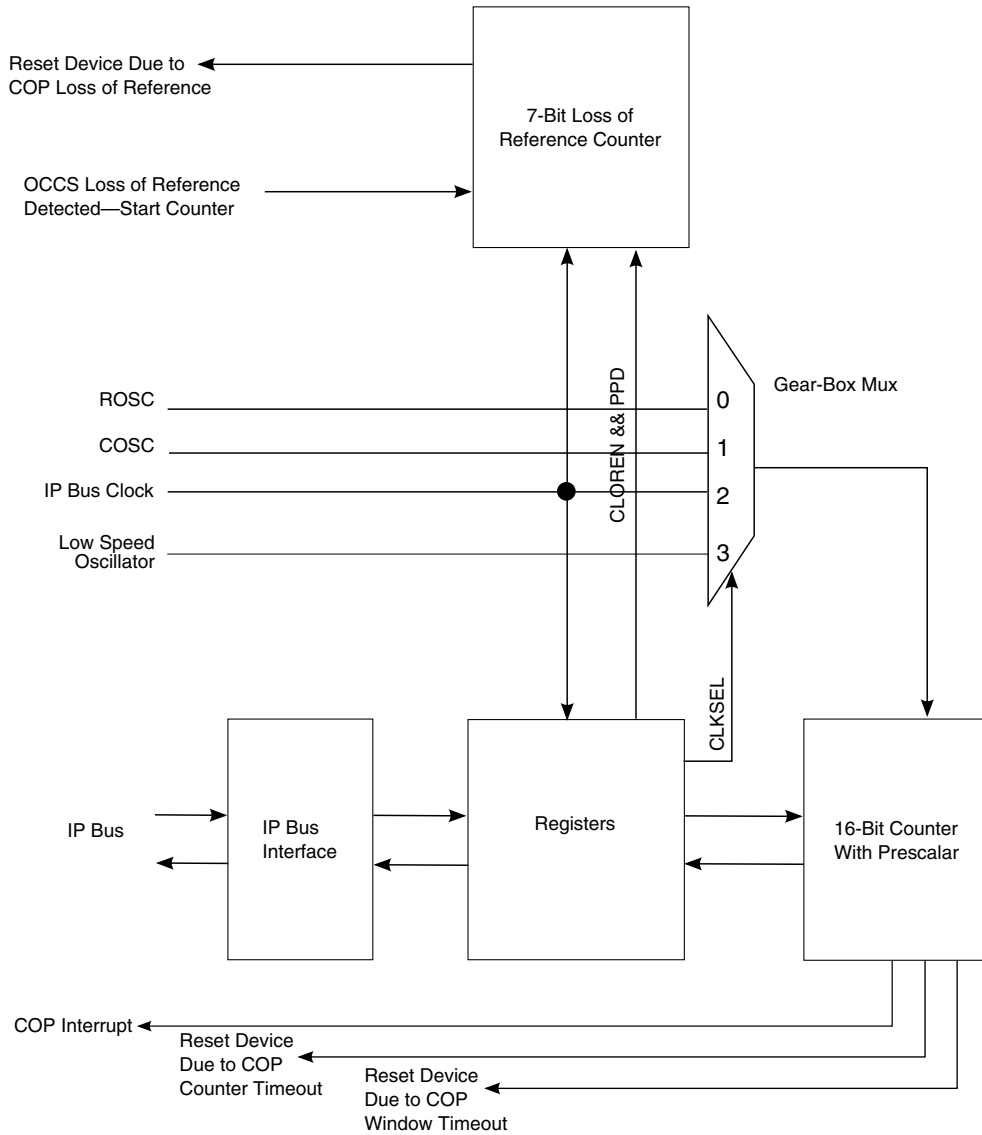 Reset Device Due to
COP Loss of Reference
7-Bit Loss of
Reference Counter
OCCS Loss of Reference
Detected—Start Counter
CLOREN && PPD
Gear-Box Mux
ROSC
0
COSC
1
IP Bus Clock
2
Low Speed
Oscillator
3
CLKSEL
IP Bus
IP Bus
Interface
Registers
16-Bit Counter
With Prescalar
COP Interrupt
Reset Device
Due to COP
Counter Timeout
Reset Device
Due to COP
Window Timeout